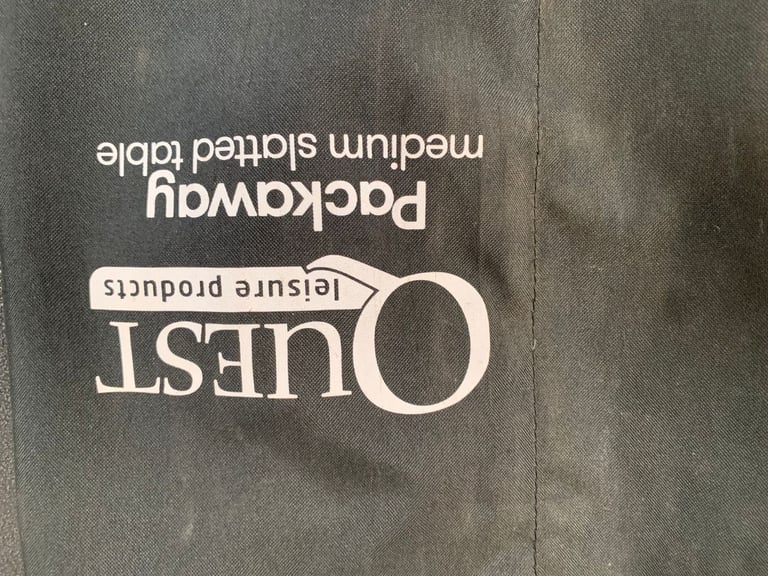 QUEST
leisure products
Packaway
medium slatted table